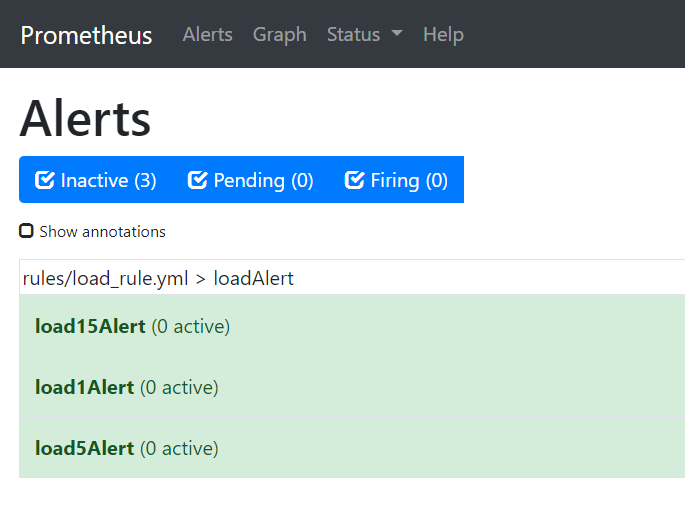 Prometheus Alerts Graph Status Help
Alerts
Inactive (3) Pending (0) Firing (0)
Show annotations
rules/load_rule.yml > loadAlert
load15Alert (0 active)
load1Alert (0 active)
load5Alert (0 active)